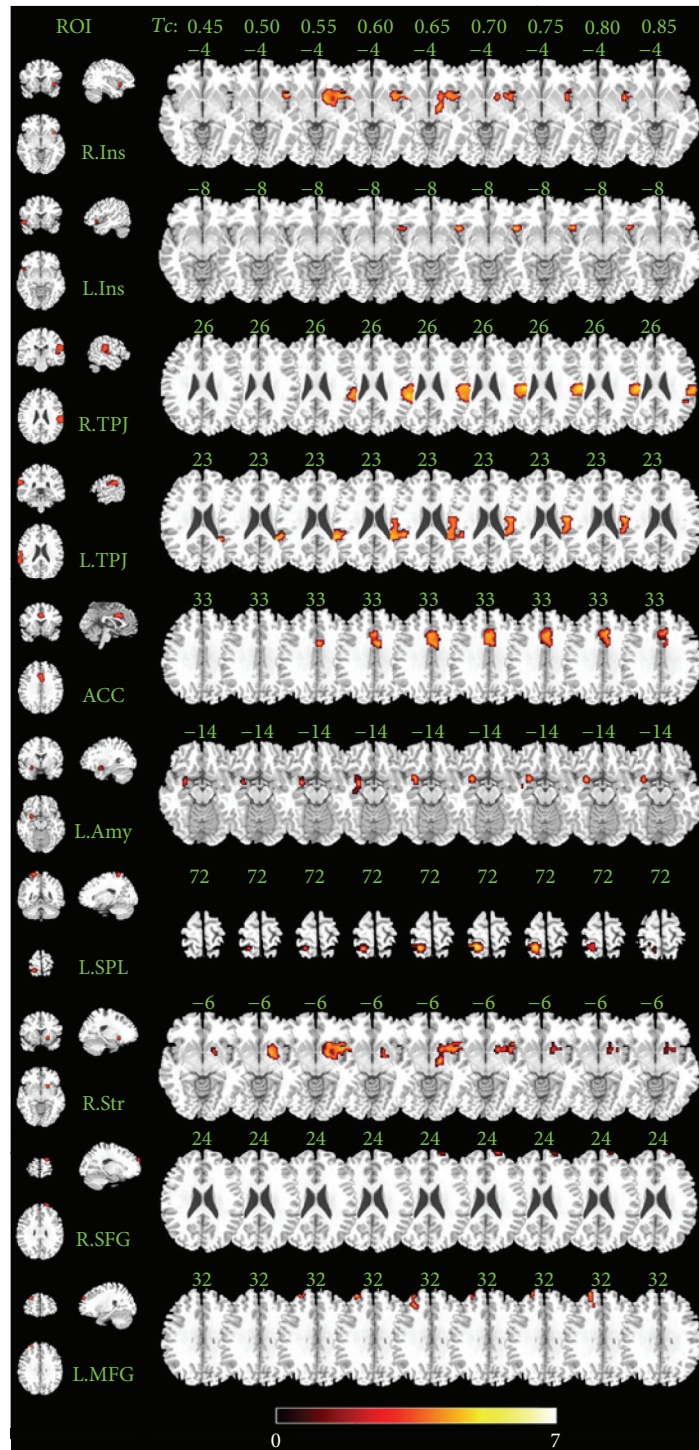 ROI Tc: 0.45 0.50 0.55 0.60 0.65 0.70 0.75 0.80 0.85
−4 −4 −4 −4 −4 −4 −4 −4 −4
R.Ins
−8 −8 −8 −8 −8 −8 −8 −8 −8
L.Ins
26 26 26 26 26 26 26 26 26
R.TPJ
23 23 23 23 23 23 23 23 23
L.TPJ
33 33 33 33 33 33 33 33 33
ACC
−14 −14 −14 −14 −14 −14 −14 −14 −14
L.Amy
72 72 72 72 72 72 72 72 72
L.SPL
−6 −6 −6 −6 −6 −6 −6 −6 −6
R.Str
24 24 24 24 24 24 24 24 24
R.SFG
32 32 32 32 32 32 32 32 32
L.MFG
0 7